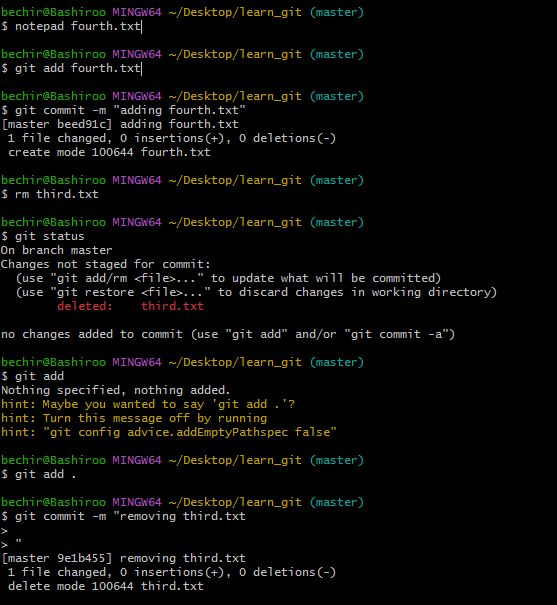 bechir@Bashiroo MINGW64 ~/Desktop/learn_git (master)
$ notepad fourth.txt
bechir@Bashiroo MINGW64 ~/Desktop/learn_git (master)
$ git add fourth.txt
bechir@Bashiroo MINGW64 ~/Desktop/learn_git (master)
$ git commit -m "adding fourth.txt"
[master beed91c] adding fourth.txt
 1 file changed, 0 insertions(+), 0 deletions(-)
 create mode 100644 fourth.txt
bechir@Bashiroo MINGW64 ~/Desktop/learn_git (master)
$ rm third.txt
bechir@Bashiroo MINGW64 ~/Desktop/learn_git (master)
$ git status
On branch master
Changes not staged for commit:
  (use "git add/rm <file>..." to update what will be committed)
  (use "git restore <file>..." to discard changes in working directory)
        deleted:    third.txt
no changes added to commit (use "git add" and/or "git commit -a")
bechir@Bashiroo MINGW64 ~/Desktop/learn_git (master)
$ git add
Nothing specified, nothing added.
hint: Maybe you wanted to say 'git add .'?
hint: Turn this message off by running
hint: "git config advice.addEmptyPathspec false"
bechir@Bashiroo MINGW64 ~/Desktop/learn_git (master)
$ git add .
bechir@Bashiroo MINGW64 ~/Desktop/learn_git (master)
$ git commit -m "removing third.txt
>
> "
[master 9e1b455] removing third.txt
 1 file changed, 0 insertions(+), 0 deletions(-)
 delete mode 100644 third.txt